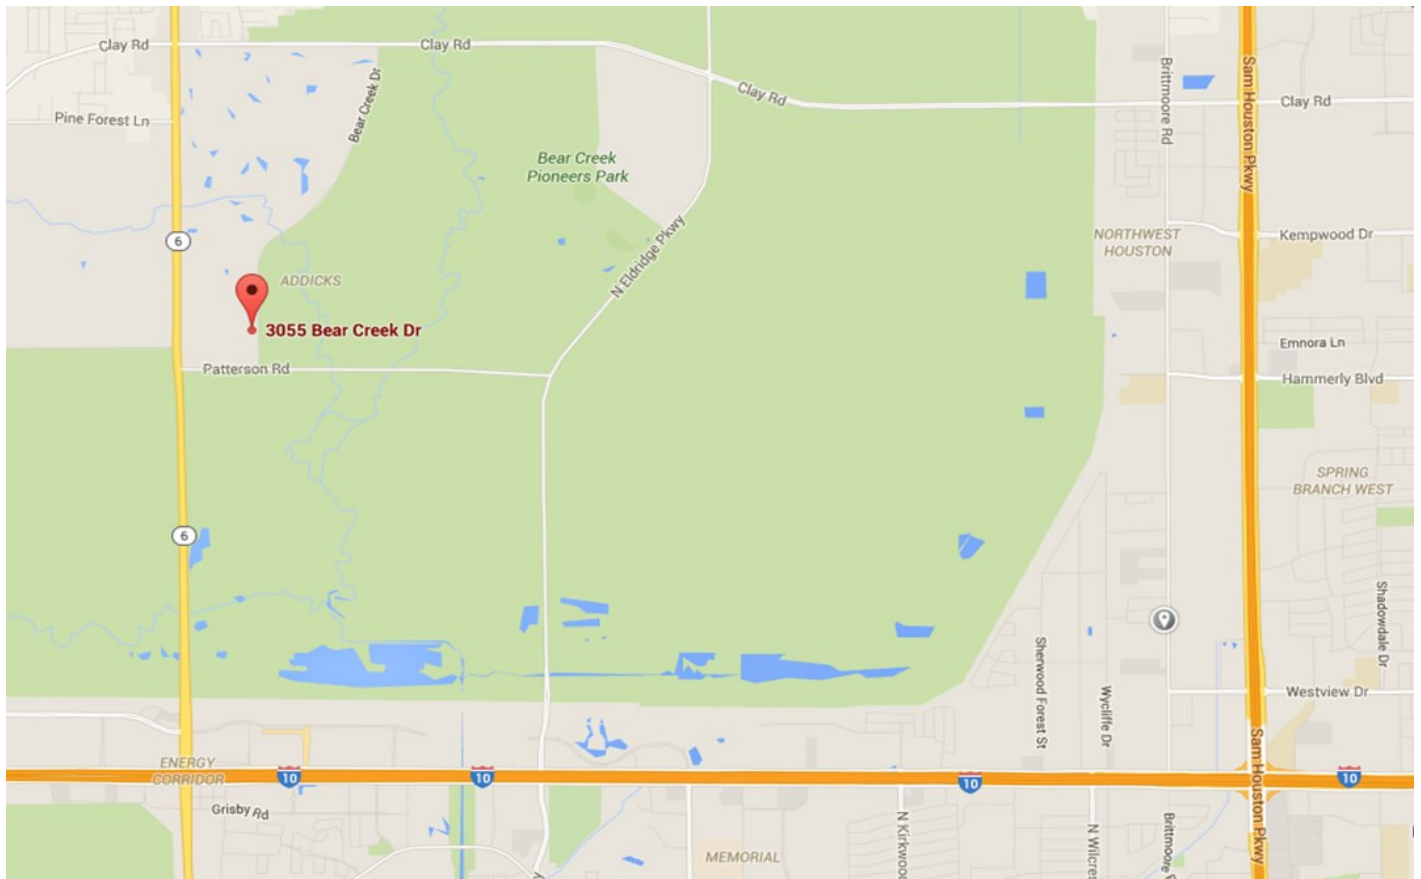 Clay Rd
Clay Rd
Clay Rd
Clay Rd
Pine Forest Ln
Bear Creek Dr
Brittmoore Rd
Sam Houston Pkwy
Bear Creek
Pioneers Park
N Eldridge Pkwy
NORTHWEST
HOUSTON
Kempwood Dr
6
ADDICKS
3055 Bear Creek Dr
Patterson Rd
Emnora Ln
Hammerly Blvd
SPRING
BRANCH WEST
6
Shadowdale Dr
Sherwood Forest St
Wycliffe Dr
Westview Dr
ENERGY
CORRIDOR
10
10
10
10
Sam Houston Pkwy
Grisby Rd
N Kirkwood
N Wilcres
Brittmoore
MEMORIAL